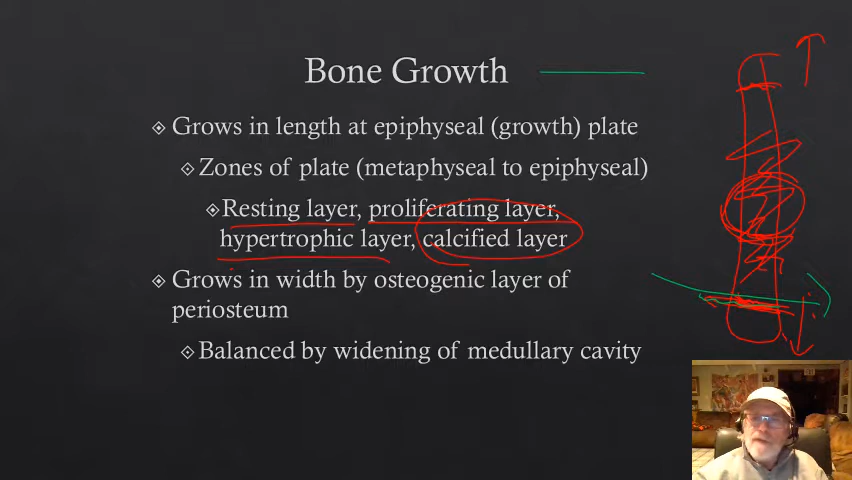 Bone Growth
Grows in length at epiphyseal (growth) plate
Zones of plate (metaphyseal to epiphyseal)
Resting layer, proliferating layer,
hypertrophic layer, calcified layer
Grows in width by osteogenic layer of
periosteum
Balanced by widening of medullary cavity